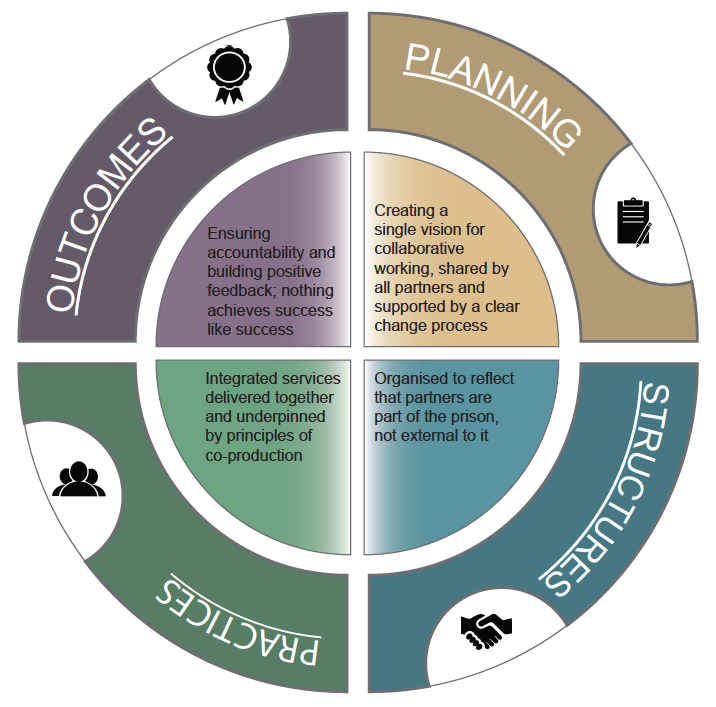 OUTCOMES
PLANNING
Ensuring
accountability and
building positive
feedback; nothing
achieves success
like success
Creating a
single vision for
collaborative
working, shared by
all partners and
supported by a clear
change process
Integrated services
delivered together
and underpinned
by principles of
co-production
Organised to reflect
that partners are
part of the prison,
not external to it
PRACTICES
STRUCTURES